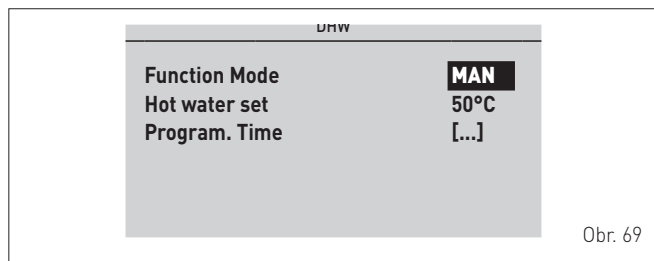 DHW
Function Mode MAN
Hot water set 50°C
Program. Time [...]
Obr. 69